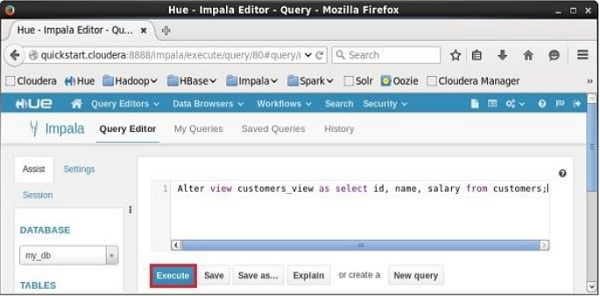 Hue - Impala Editor - Query - Mozilla Firefox
Hue - Impala Editor - Qu...
quickstart.cloudera:8888/impala/execute/query/80#query/
Search
Cloudera Hue Hadoop HBase Impala Spark Solr Oozie Cloudera Manager
HUE Query Editors Data Browsers Workflows Search Security
Impala Query Editor My Queries Saved Queries History
Assist Settings
Session
DATABASE
my_db
TABLES
1 Alter view customers_view as select id, name, salary from customers;
Execute Save Save as... Explain or create a New query